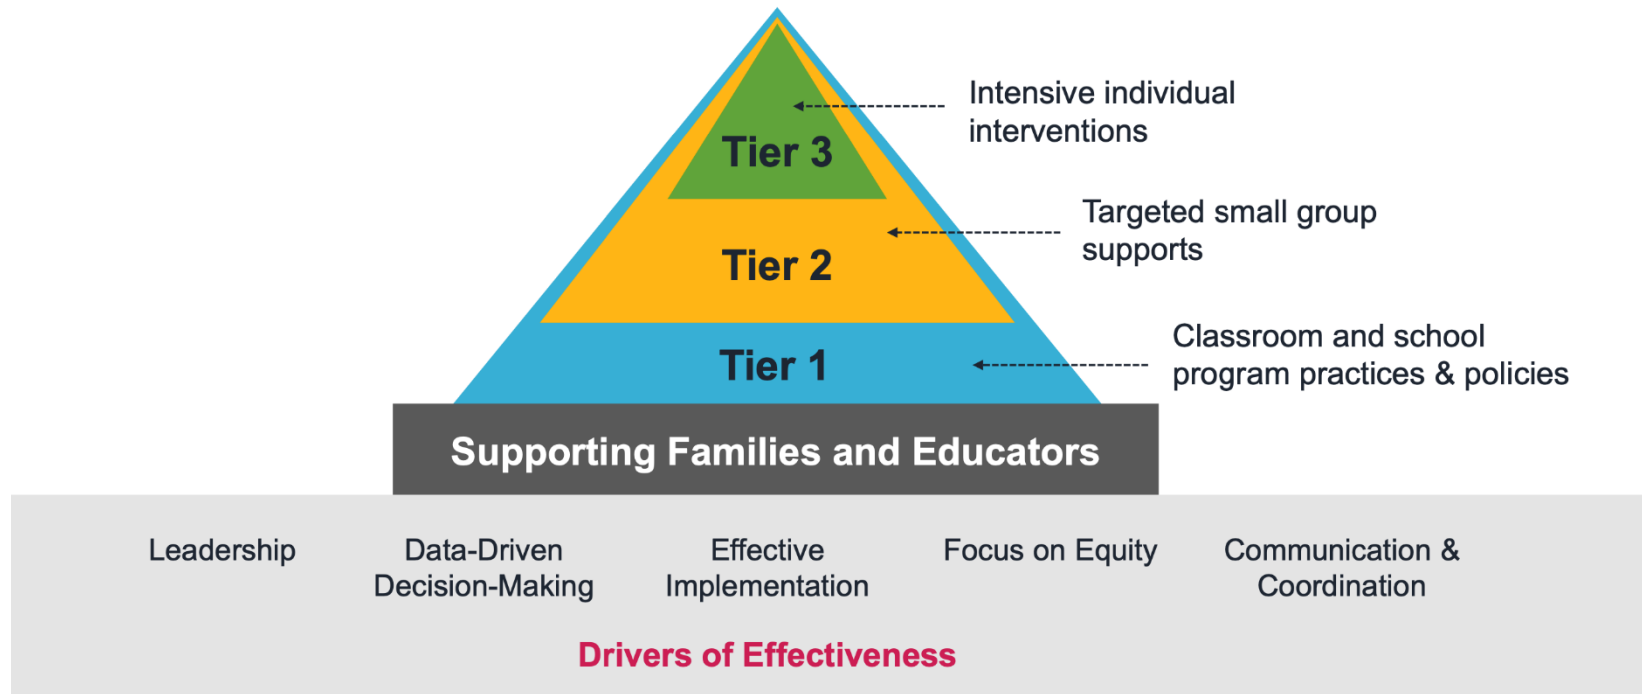 Intensive individual
interventions
Tier 3
Targeted small group
supports
Tier 2
Classroom and school
program practices & policies
Tier 1
Supporting Families and Educators
Leadership
Data-Driven
Decision-Making
Effective
Implementation
Focus on Equity
Communication &
Coordination
Drivers of Effectiveness